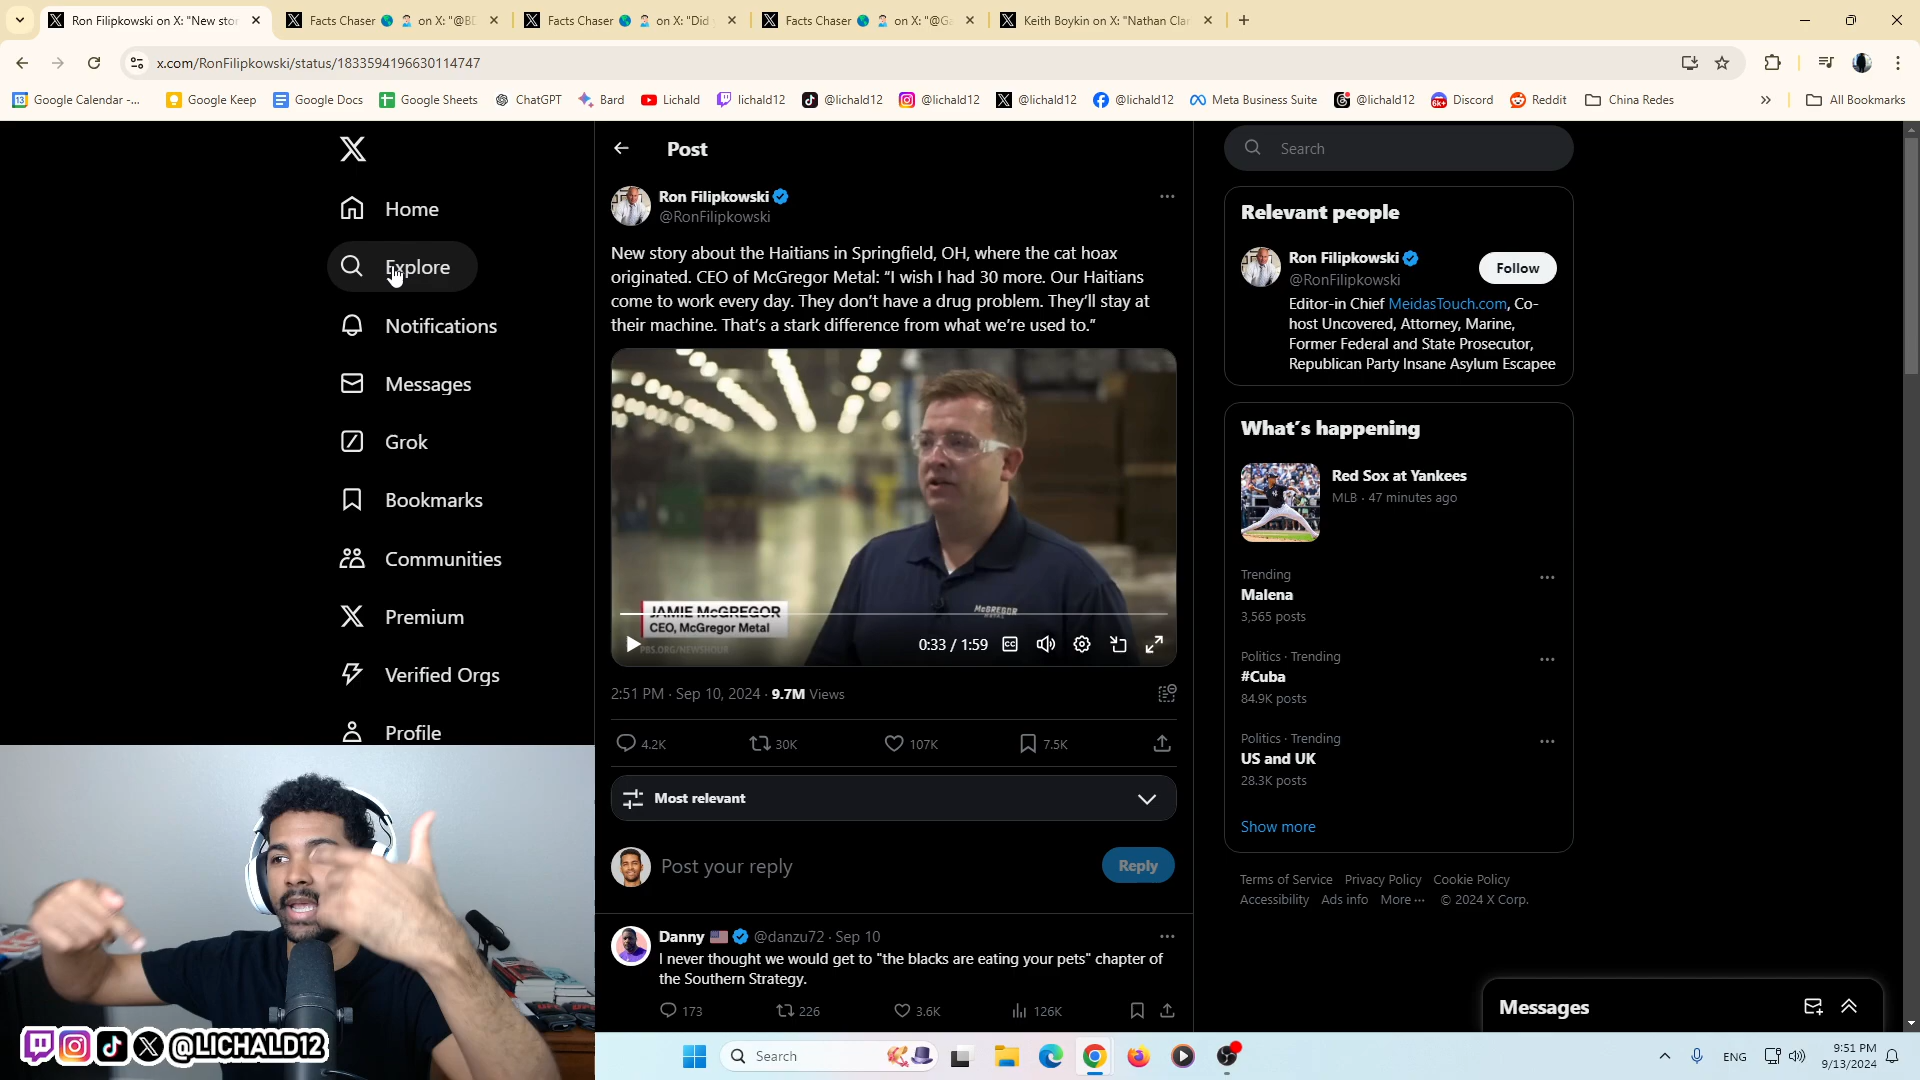 Ron Filipkowski on X: "New stor
Facts Chaser 🌎 on X: "@BD
Facts Chaser 🌎 on X: "Did
Facts Chaser 🌎 on X: "@Ga
Keith Boykin on X: "Nathan Cla
x.com/RonFilipkowski/status/1833594196630114747
Google Calendar -...
Google Keep
Google Docs
Google Sheets
ChatGPT
Bard
Lichald
lichald12
@lichald12
@lichald12
@lichald12
@lichald12
Meta Business Suite
@lichald12
Discord
Reddit
China Redes
All Bookmarks
Home
Explore
Notifications
Messages
Grok
Bookmarks
Communities
Premium
Verified Orgs
Profile
Post
Ron Filipkowski
@RonFilipkowski
New story about the Haitians in Springfield, OH, where the cat hoax
originated. CEO of McGregor Metal: “I wish I had 30 more. Our Haitians
come to work every day. They don’t have a drug problem. They’ll stay at
their machine. That’s a stark difference from what we’re used to.”
McGREGOR
METAL
JAMIE McGREGOR
CEO, McGregor Metal
PBS.ORG/NEWSHOUR
0:33 / 1:59
2:51 PM · Sep 10, 2024 · 9.7M Views
4.2K 30K 107K 7.5K
Most relevant
Post your reply
Reply
Danny 🇺🇸 @danzu72 · Sep 10
I never thought we would get to "the blacks are eating your pets" chapter of
the Southern Strategy.
173 226 3.6K 126K
Search
Relevant people
Ron Filipkowski
@RonFilipkowski
Follow
Editor-in Chief MeidasTouch.com, Co-
host Uncovered, Attorney, Marine,
Former Federal and State Prosecutor,
Republican Party Insane Asylum Escapee
What’s happening
Red Sox at Yankees
MLB · 47 minutes ago
Trending
Malena
3,565 posts
Politics · Trending
#Cuba
84.9K posts
Politics · Trending
US and UK
28.3K posts
Show more
Terms of Service Privacy Policy Cookie Policy
Accessibility Ads info More ··· © 2024 X Corp.
Messages
@LICHALD12
Search
ENG
9:51 PM
9/13/2024